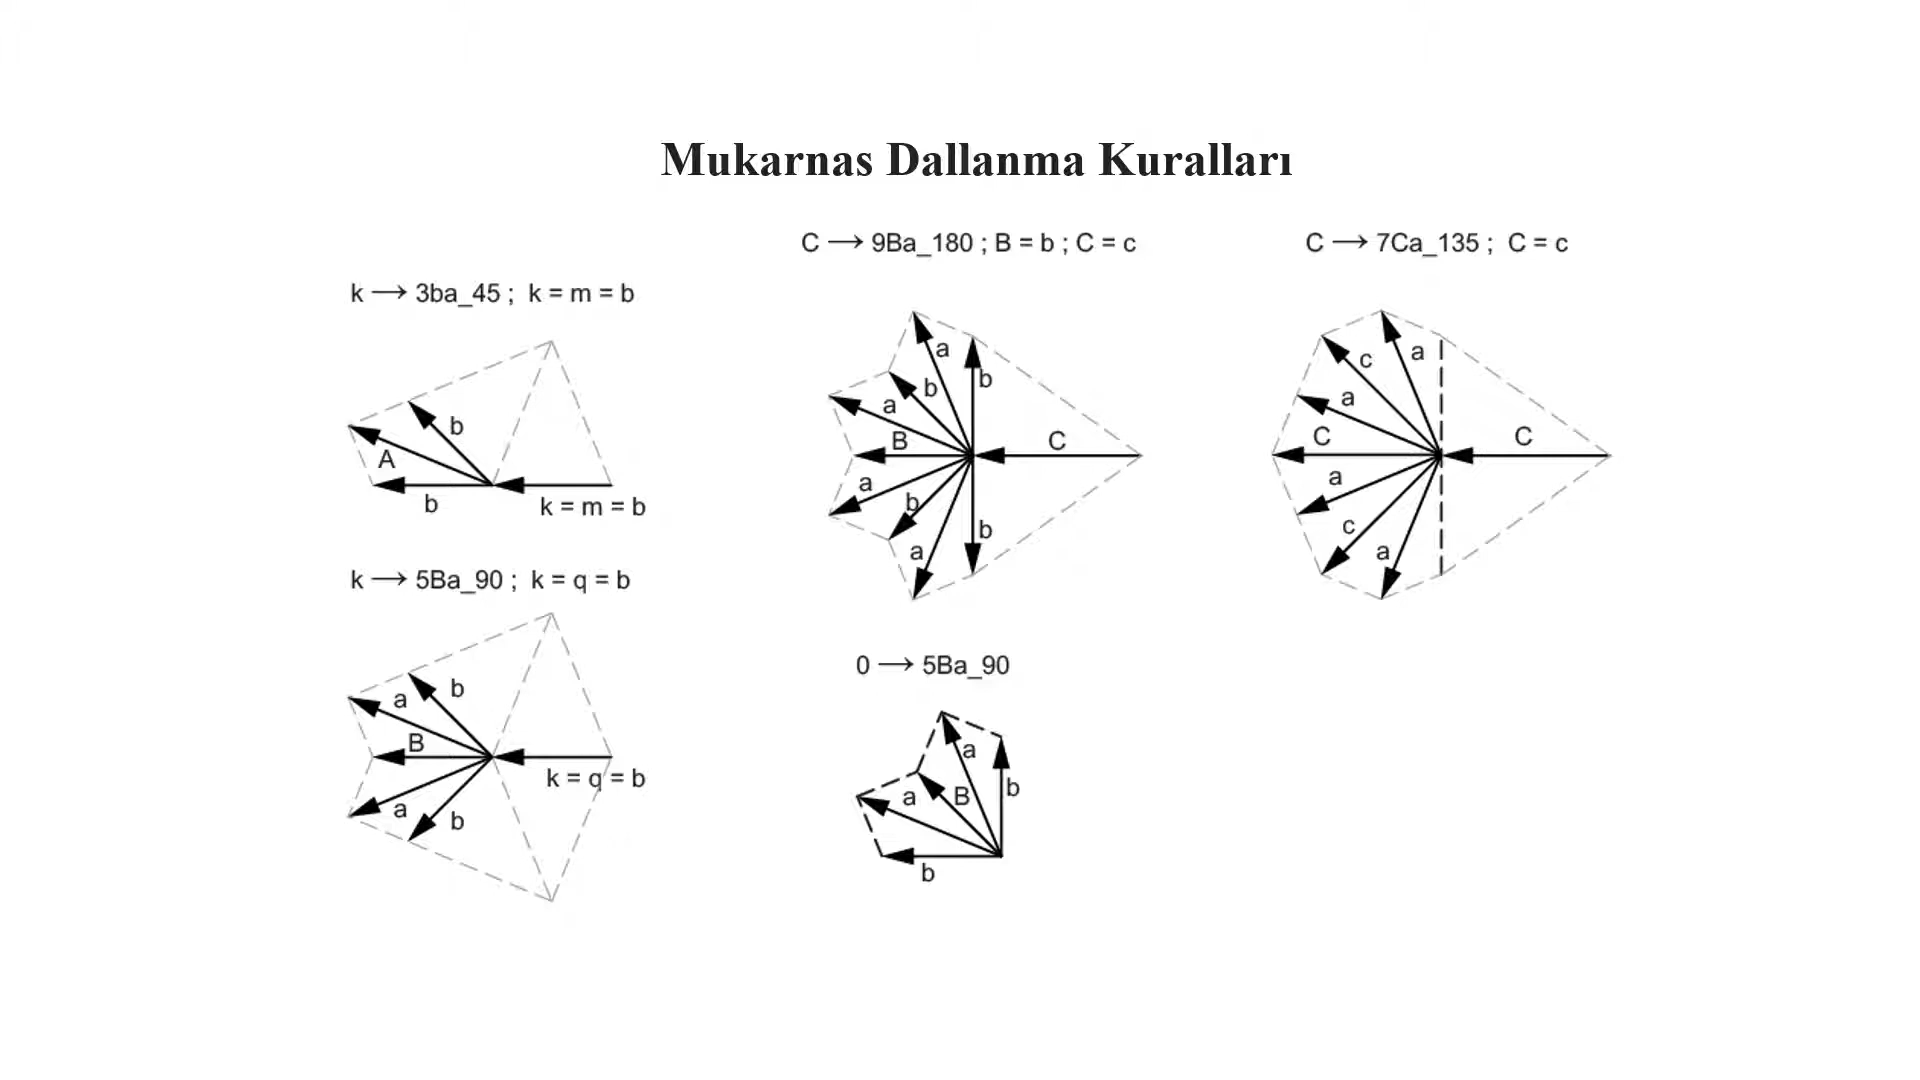 Mukarnas Dallanma Kuralları
k → 3ba_45 ; k = m = b
b
A
b
k = m = b
k → 5Ba_90 ; k = q = b
b
a
B
k = q = b
a
b
C → 9Ba_180 ; B = b ; C = c
a
b
b
a
B
C
a
b
b
a
0 → 5Ba_90
a
b
a
B
b
C → 7Ca_135 ; C = c
a
c
a
C
C
a
c
a